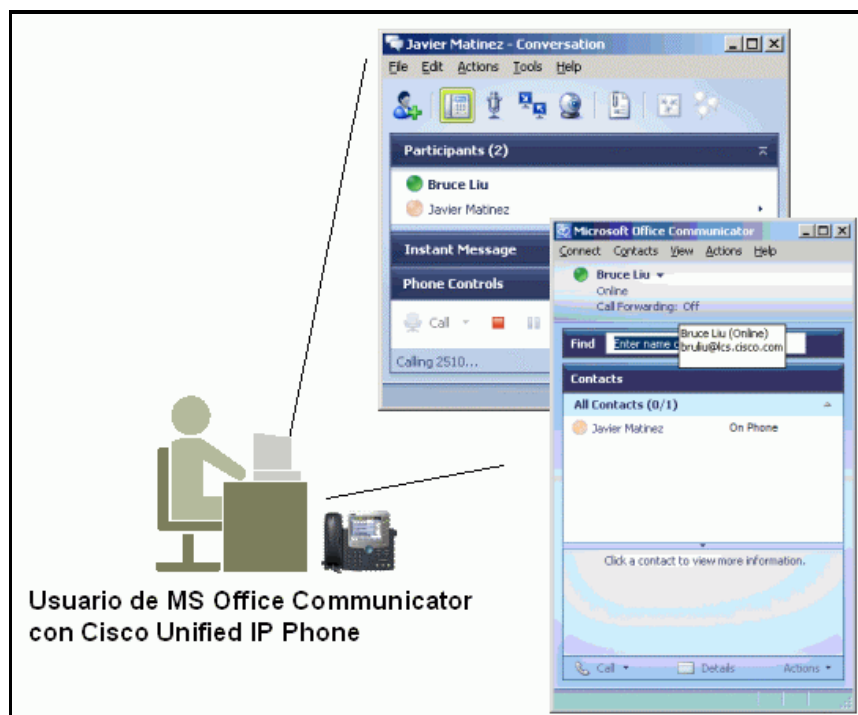 Javier Matinez - Conversation
File Edit Actions Tools Help
Participants (2)
Bruce Liu
Javier Matinez
Instant Message
Phone Controls
Call
Calling 2510...
Microsoft Office Communicator
Connect Contacts View Actions Help
Bruce Liu
Online
Call Forwarding: Off
Bruce Liu (Online)
bruliu@lcs.cisco.com
Find Enter name
Contacts
All Contacts (0/1)
Javier Matinez On Phone
Click a contact to view more information.
Call Details Actions
Usuario de MS Office Communicator
con Cisco Unified IP Phone